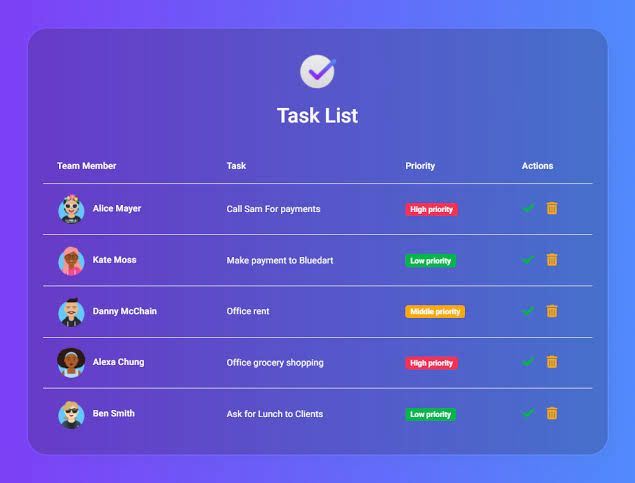 Task List
Team Member Task Priority Actions
Alice Mayer Call Sam For payments High priority
Kate Moss Make payment to Bluedart Low priority
Danny McChain Office rent Middle priority
Alexa Chung Office grocery shopping High priority
Ben Smith Ask for Lunch to Clients Low priority